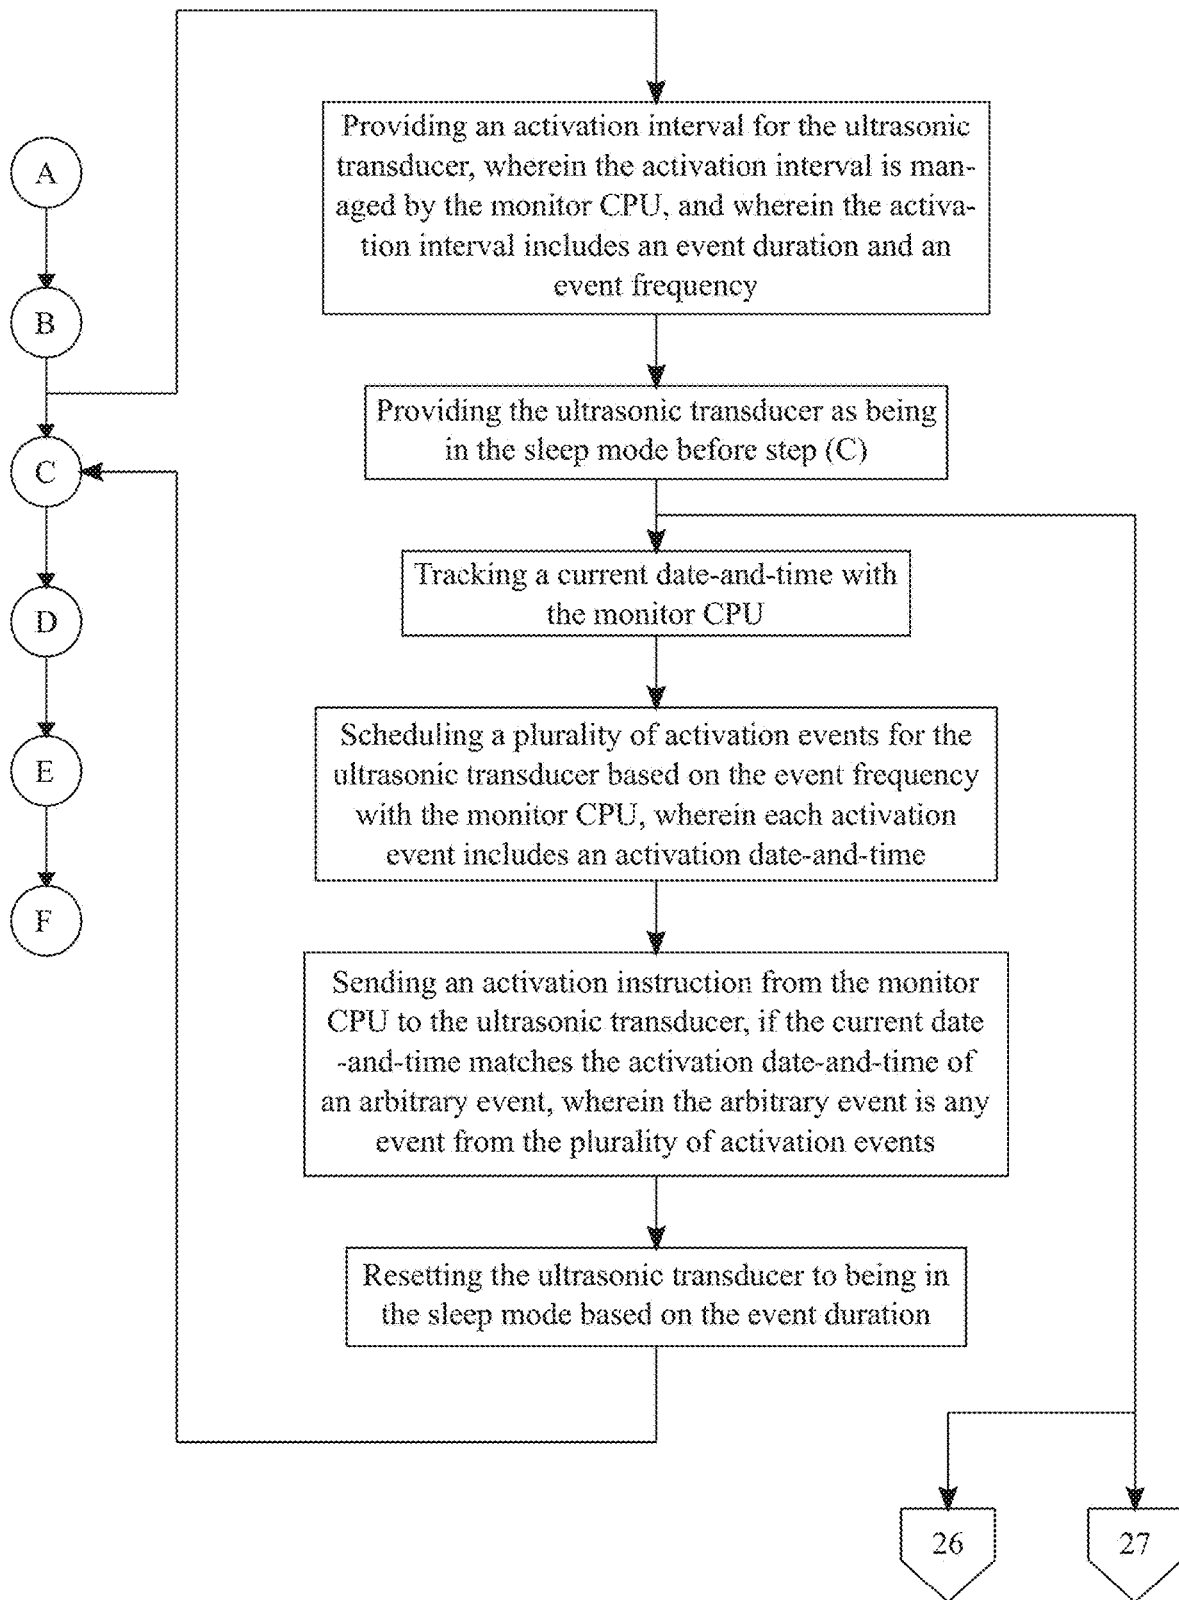 A
B
C
D
E
F
Providing an activation interval for the ultrasonic
transducer, wherein the activation interval is man-
aged by the monitor CPU, and wherein the activa-
tion interval includes an event duration and an
event frequency
Providing the ultrasonic transducer as being
in the sleep mode before step (C)
Tracking a current date-and-time with
the monitor CPU
Scheduling a plurality of activation events for the
ultrasonic transducer based on the event frequency
with the monitor CPU, wherein each activation
event includes an activation date-and-time
Sending an activation instruction from the monitor
CPU to the ultrasonic transducer, if the current date
-and-time matches the activation date-and-time of
an arbitrary event, wherein the arbitrary event is any
event from the plurality of activation events
Resetting the ultrasonic transducer to being in
the sleep mode based on the event duration
26
27